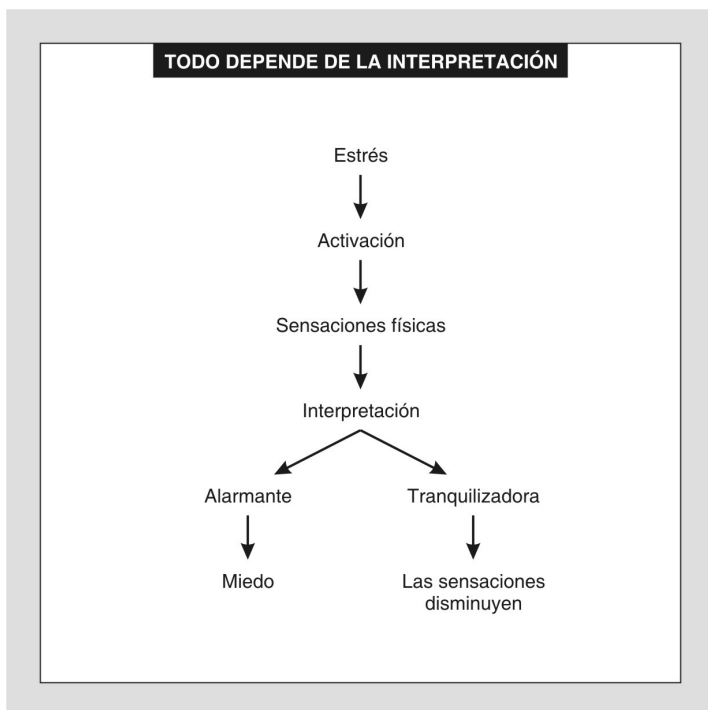 TODO DEPENDE DE LA INTERPRETACIÓN
Estrés
Activación
Sensaciones físicas
Interpretación
Alarmante
Tranquilizadora
Miedo
Las sensaciones
disminuyen